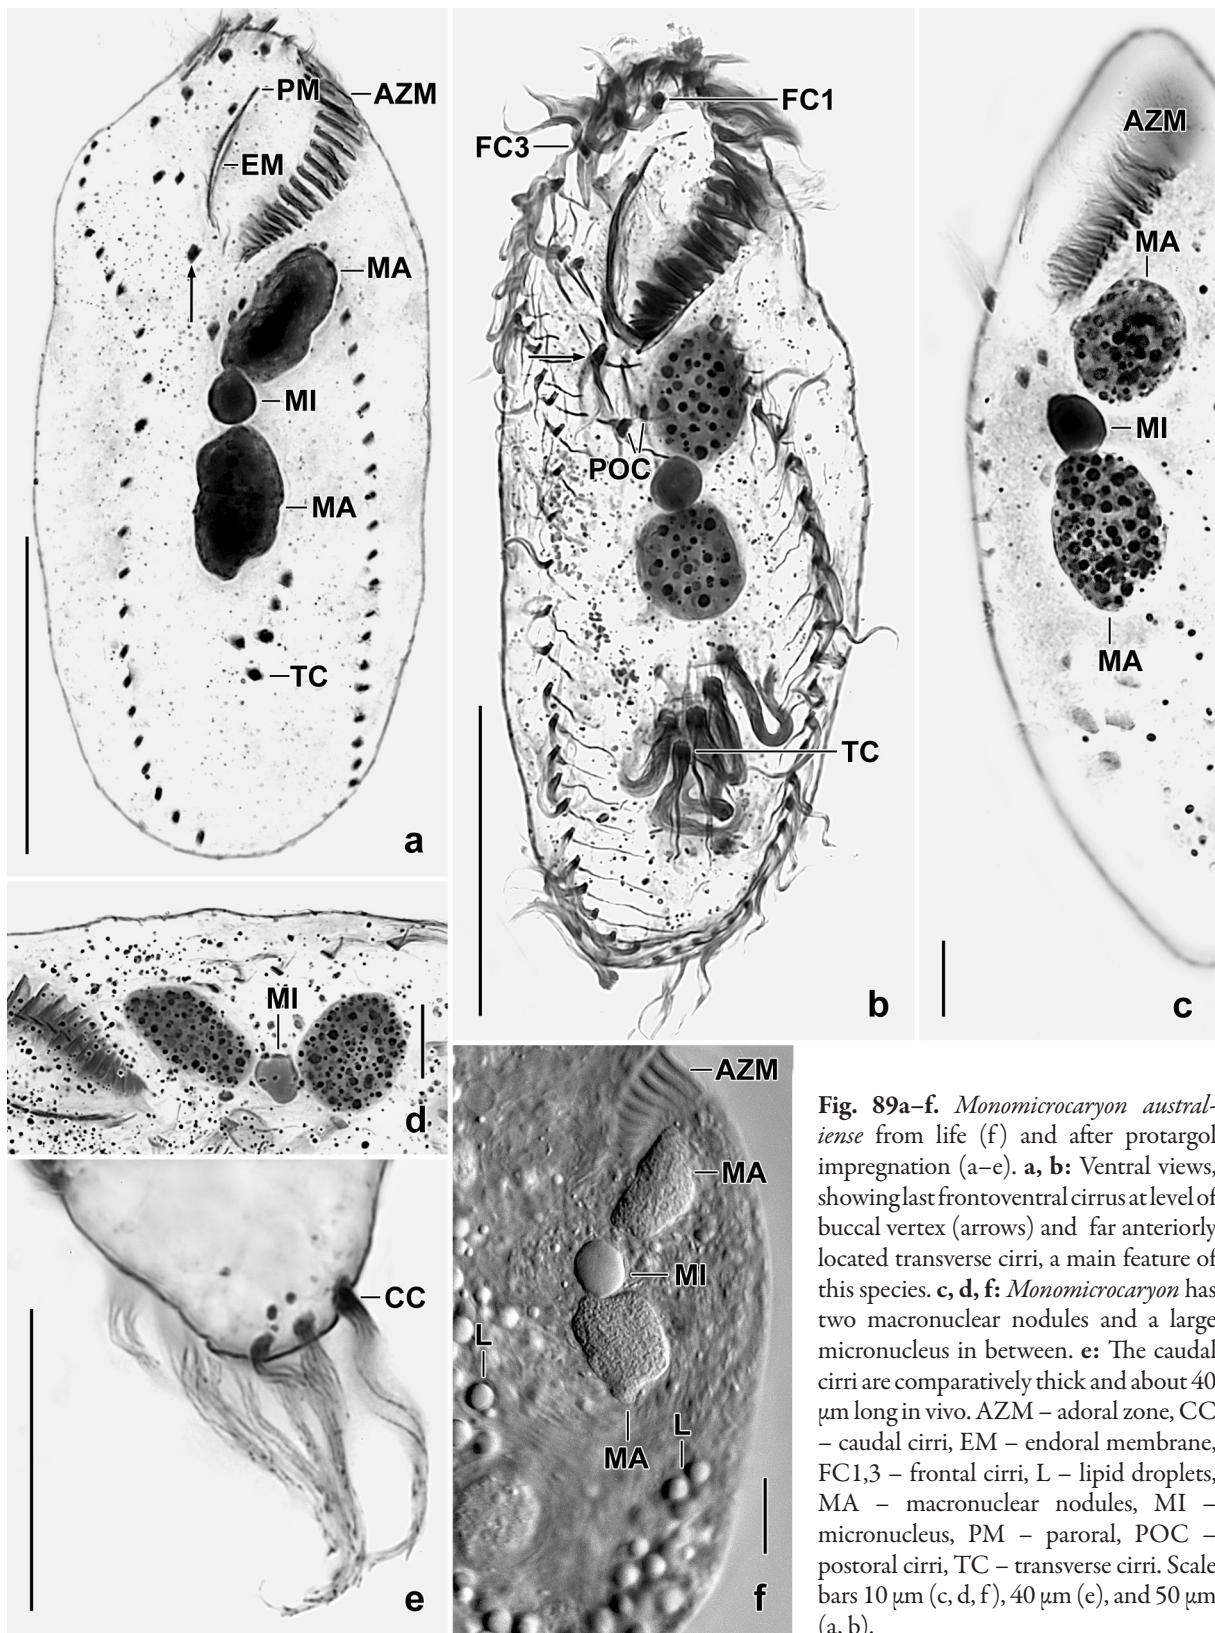 PM
AZM
EM
MA
MI
MA
TC
a
FC1
FC3
POC
TC
b
AZM
MA
MI
MA
c
MI
d
CC
e
AZM
MA
MI
L
MA
L
f
Fig. 89a–f. Monomicrocaryon austral-
iense from life (f) and after protargol
impregnation (a–e). a, b: Ventral views,
showing last frontoventral cirrus at level of
buccal vertex (arrows) and far anteriorly
located transverse cirri, a main feature of
this species. c, d, f: Monomicrocaryon has
two macronuclear nodules and a large
micronucleus in between. e: The caudal
cirri are comparatively thick and about 40
µm long in vivo. AZM – adoral zone, CC
– caudal cirri, EM – endoral membrane,
FC1,3 – frontal cirri, L – lipid droplets,
MA – macronuclear nodules, MI –
micronucleus, PM – paroral, POC –
postoral cirri, TC – transverse cirri. Scale
bars 10 µm (c, d, f), 40 µm (e), and 50 µm
(a, b).